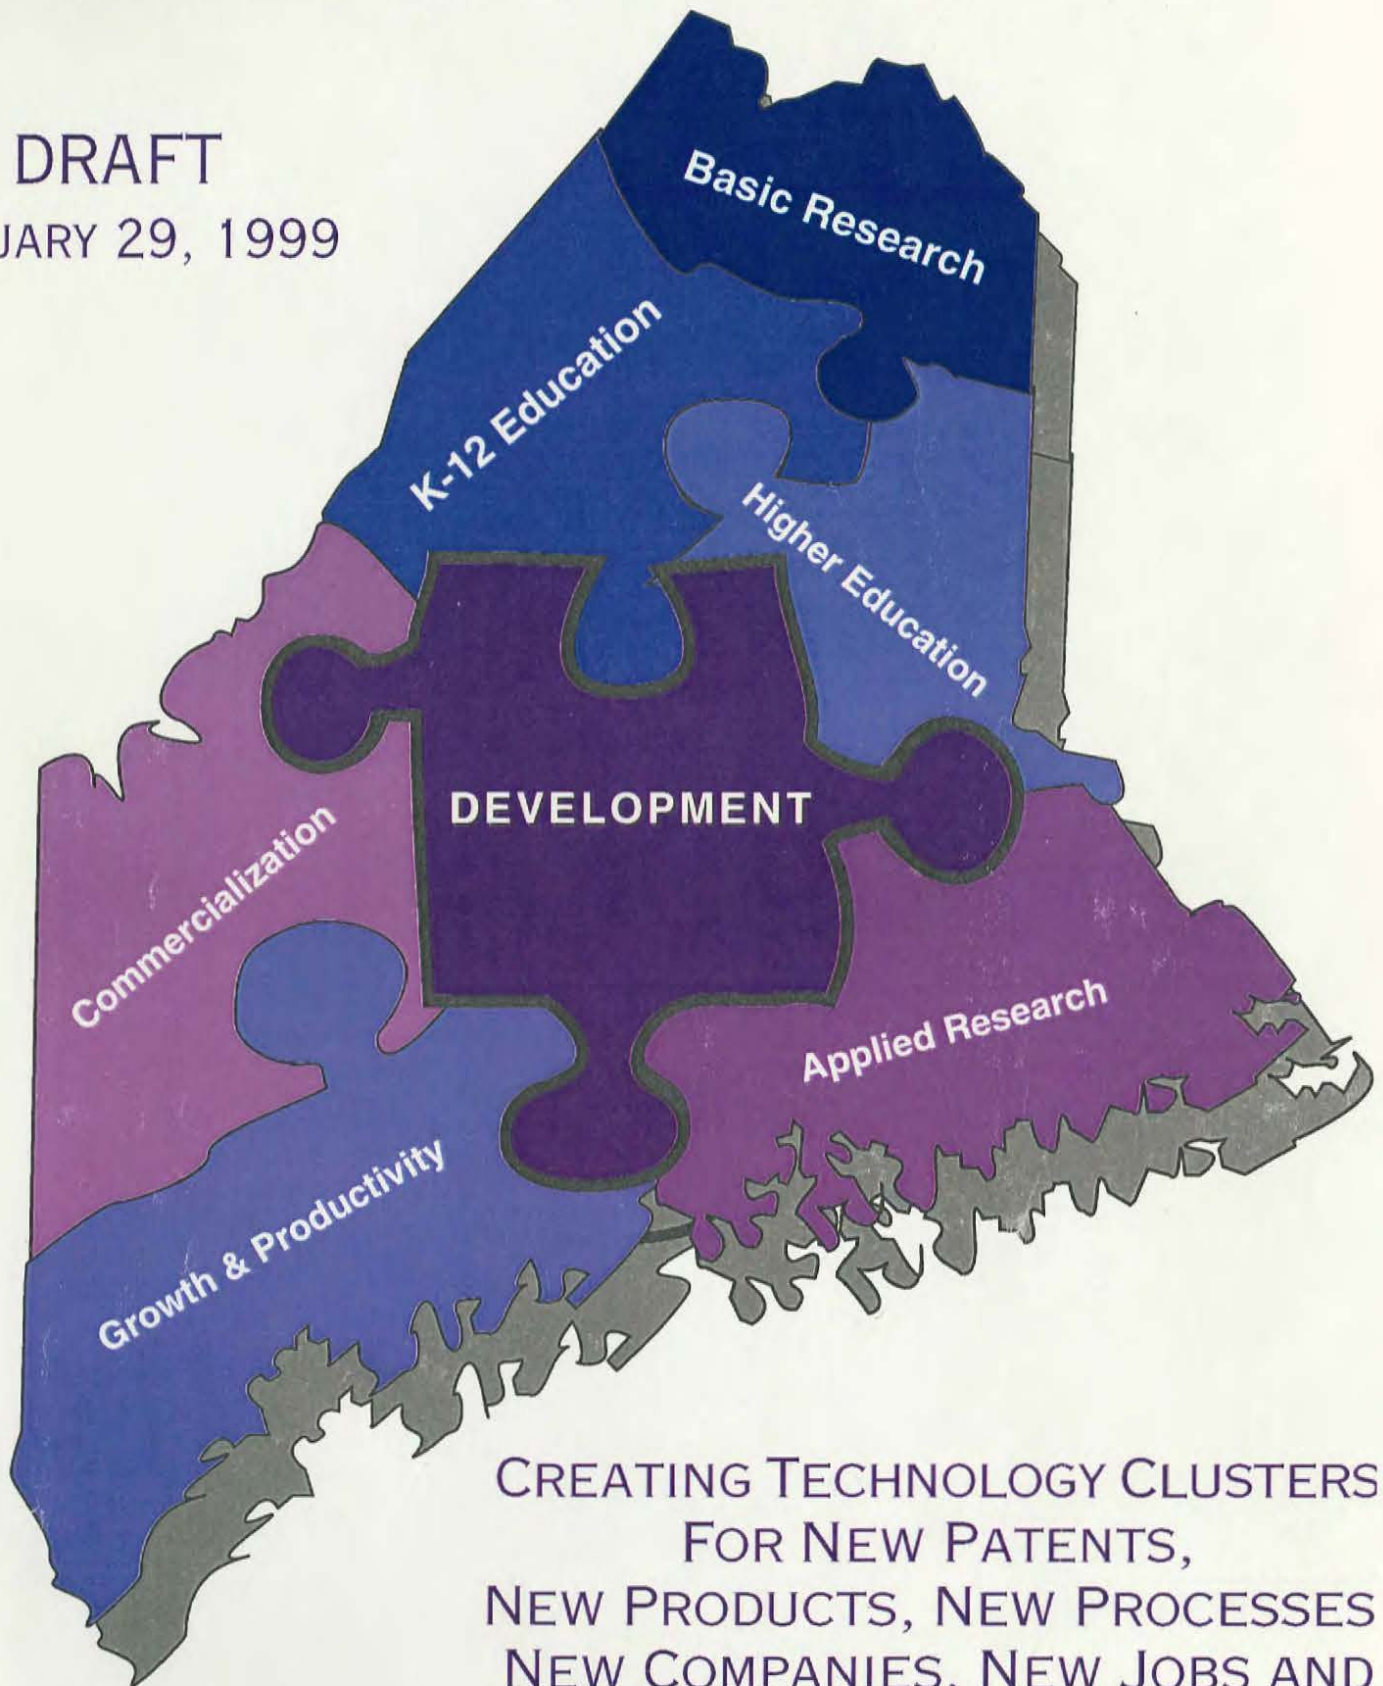 DRAFT
UARY 29, 1999
Basic Research
K-12 Education
Higher Education
DEVELOPMENT
Commercialization
Applied Research
Growth & Productivity
CREATING TECHNOLOGY CLUSTERS
FOR NEW PATENTS,
NEW PRODUCTS, NEW PROCESSES
NEW COMPANIES, NEW JOBS AND